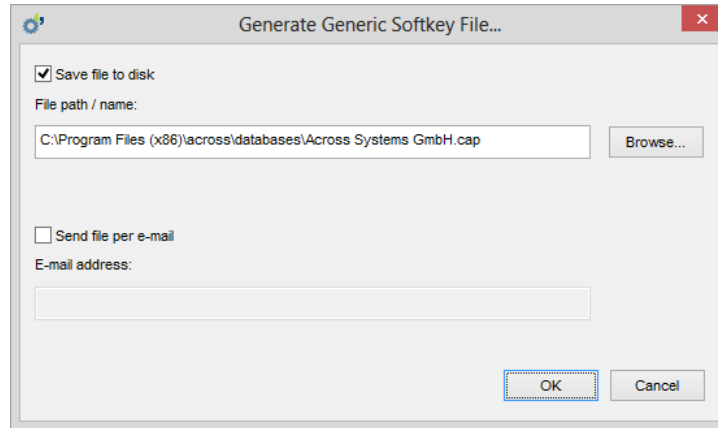 Generate Generic Softkey File...
Save file to disk
File path / name:
C:\Program Files (x86)\across\databases\Across Systems GmbH.cap
Browse...
Send file per e-mail
E-mail address:
OK
Cancel